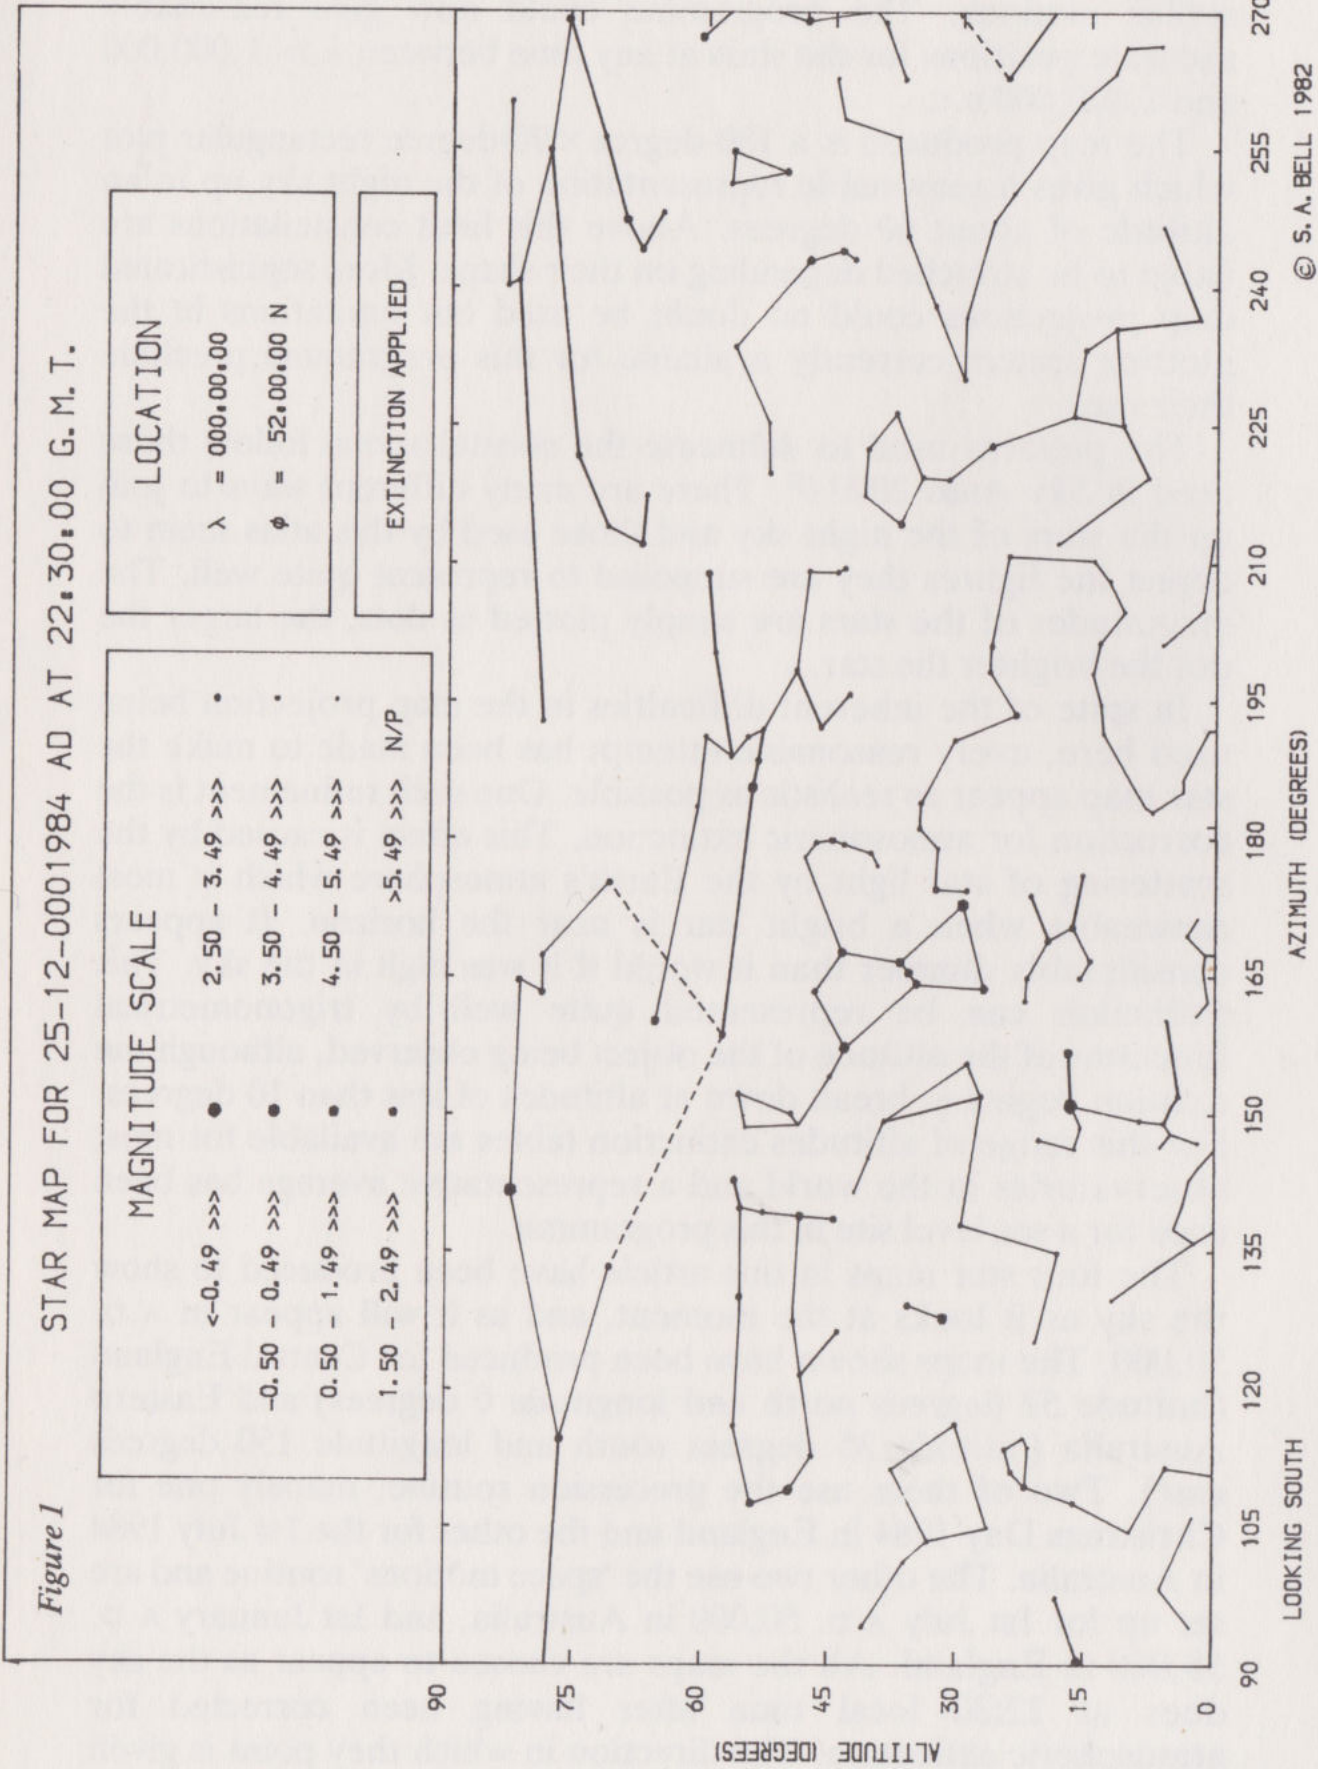 Figure 1
STAR MAP FOR 25-12-0001984 AD AT 22:30:00 G.M.T.
MAGNITUDE SCALE
<-0.49 >>>
-0.50 - 0.49 >>>
0.50 - 1.49 >>>
1.50 - 2.49 >>>
2.50 - 3.49 >>>
3.50 - 4.49 >>>
4.50 - 5.49 >>>
>5.49 >>> N/P
LOCATION
λ = 000:00:00
φ = 52:00:00 N
EXTINCTION APPLIED
90
75
60
45
30
15
0
ALTITUDE (DEGREES)
90 105 120 135 150 165 180 195 210 225 240 255 270
LOOKING SOUTH
AZIMUTH (DEGREES)
© S. A. BELL 1982